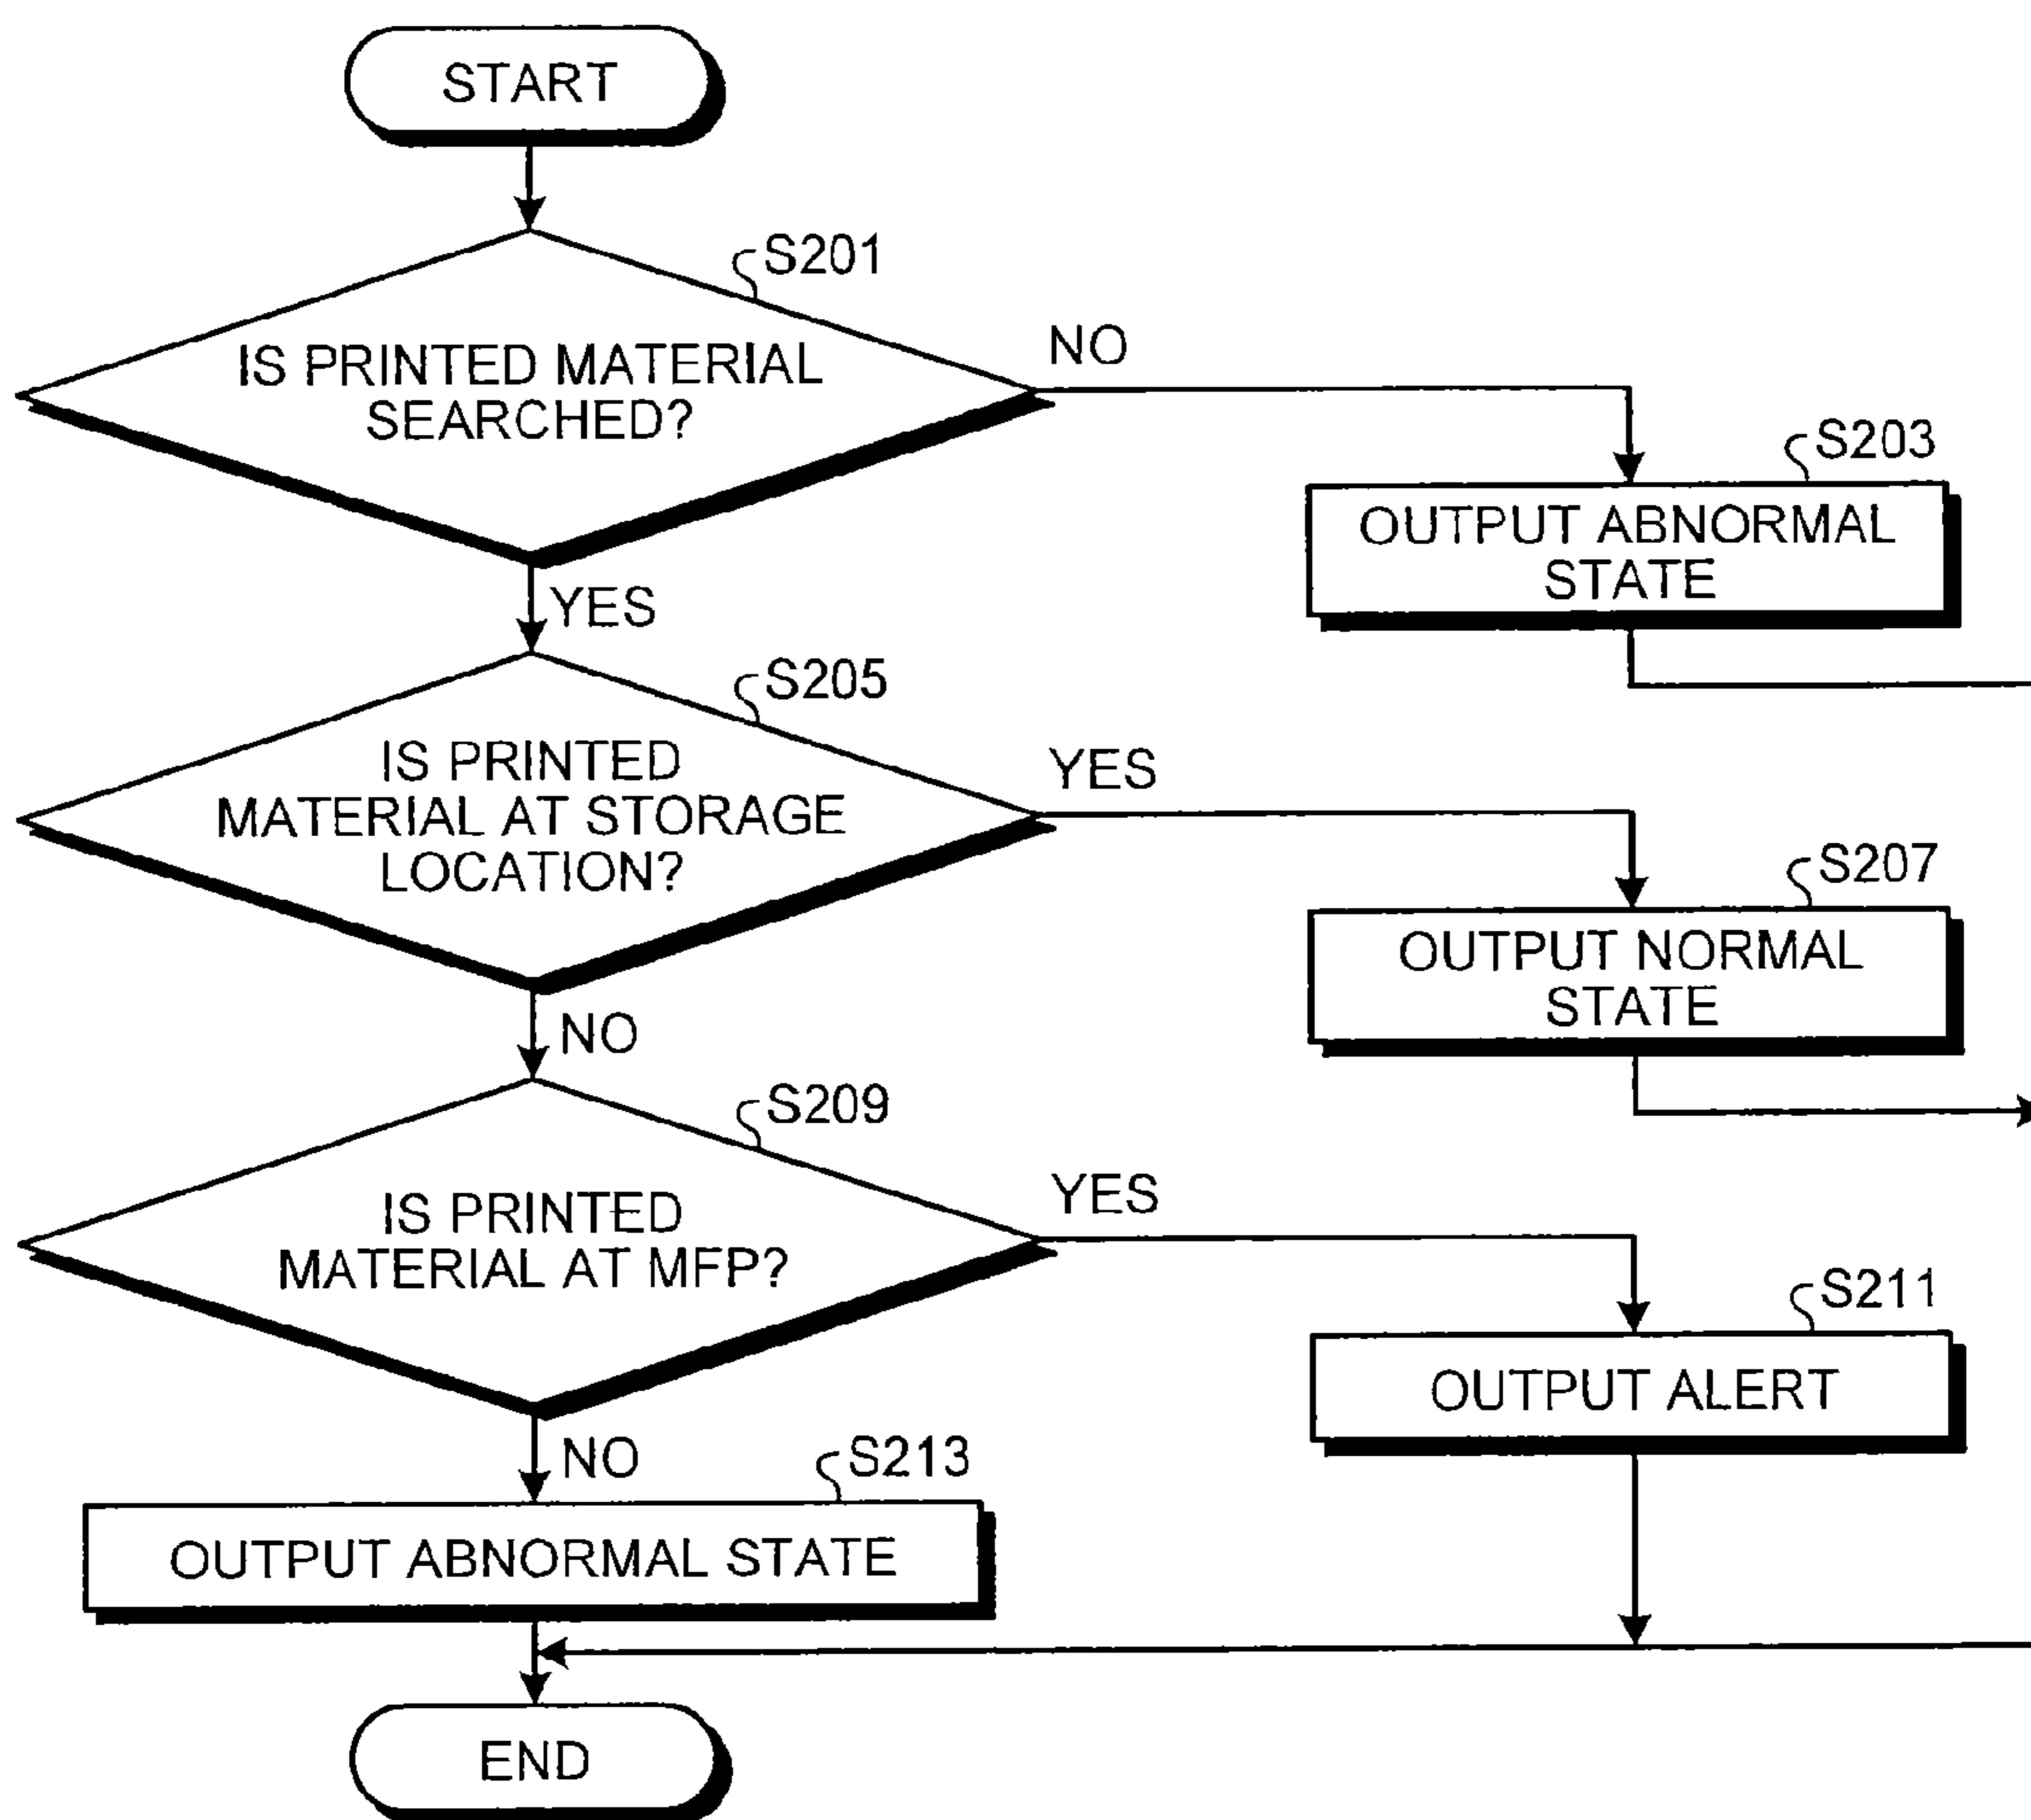 START
S201
IS PRINTED MATERIAL
SEARCHED?
NO
S203
OUTPUT ABNORMAL
STATE
YES
S205
IS PRINTED
MATERIAL AT STORAGE
LOCATION?
YES
S207
OUTPUT NORMAL
STATE
NO
S209
IS PRINTED
MATERIAL AT MFP?
YES
S211
OUTPUT ALERT
NO
S213
OUTPUT ABNORMAL STATE
END